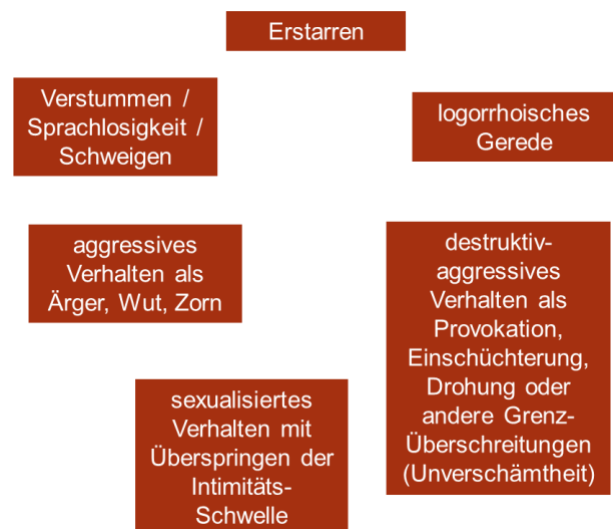 Erstarren
Verstummen /
Sprachlosigkeit /
Schweigen
logorrhoisches
Gerede
aggressives
Verhalten als
Ärger, Wut, Zorn
destruktiv-
aggressives
Verhalten als
Provokation,
Einschüchterung,
Drohung oder
andere Grenz-
Überschreitungen
(Unverschämtheit)
sexualisiertes
Verhalten mit
Überspringen der
Intimitäts-
Schwelle